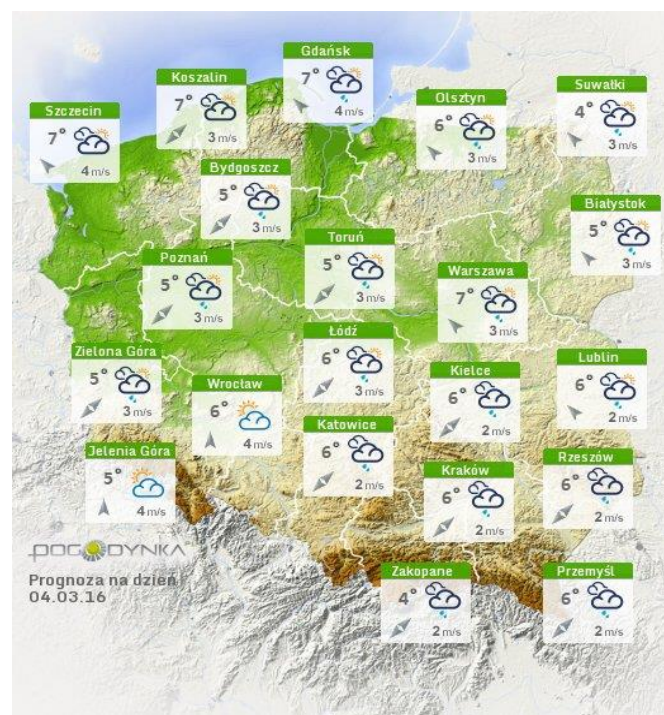 Gdańsk
7°
4 m/s
Koszalin
7°
3 m/s
Suwałki
4°
3 m/s
Olsztyn
6°
3 m/s
Szczecin
7°
4 m/s
Bydgoszcz
5°
3 m/s
Białystok
5°
3 m/s
Toruń
5°
3 m/s
Poznań
5°
3 m/s
Warszawa
7°
3 m/s
Łódź
6°
3 m/s
Zielona Góra
5°
3 m/s
Lublin
6°
2 m/s
Kielce
6°
2 m/s
Wrocław
6°
4 m/s
Katowice
6°
2 m/s
Jelenia Góra
5°
4 m/s
Rzeszów
6°
2 m/s
Kraków
6°
2 m/s
POGODYNKA
Prognoza na dzień
04.03.16
Zakopane
4°
2 m/s
Przemyśl
6°
2 m/s